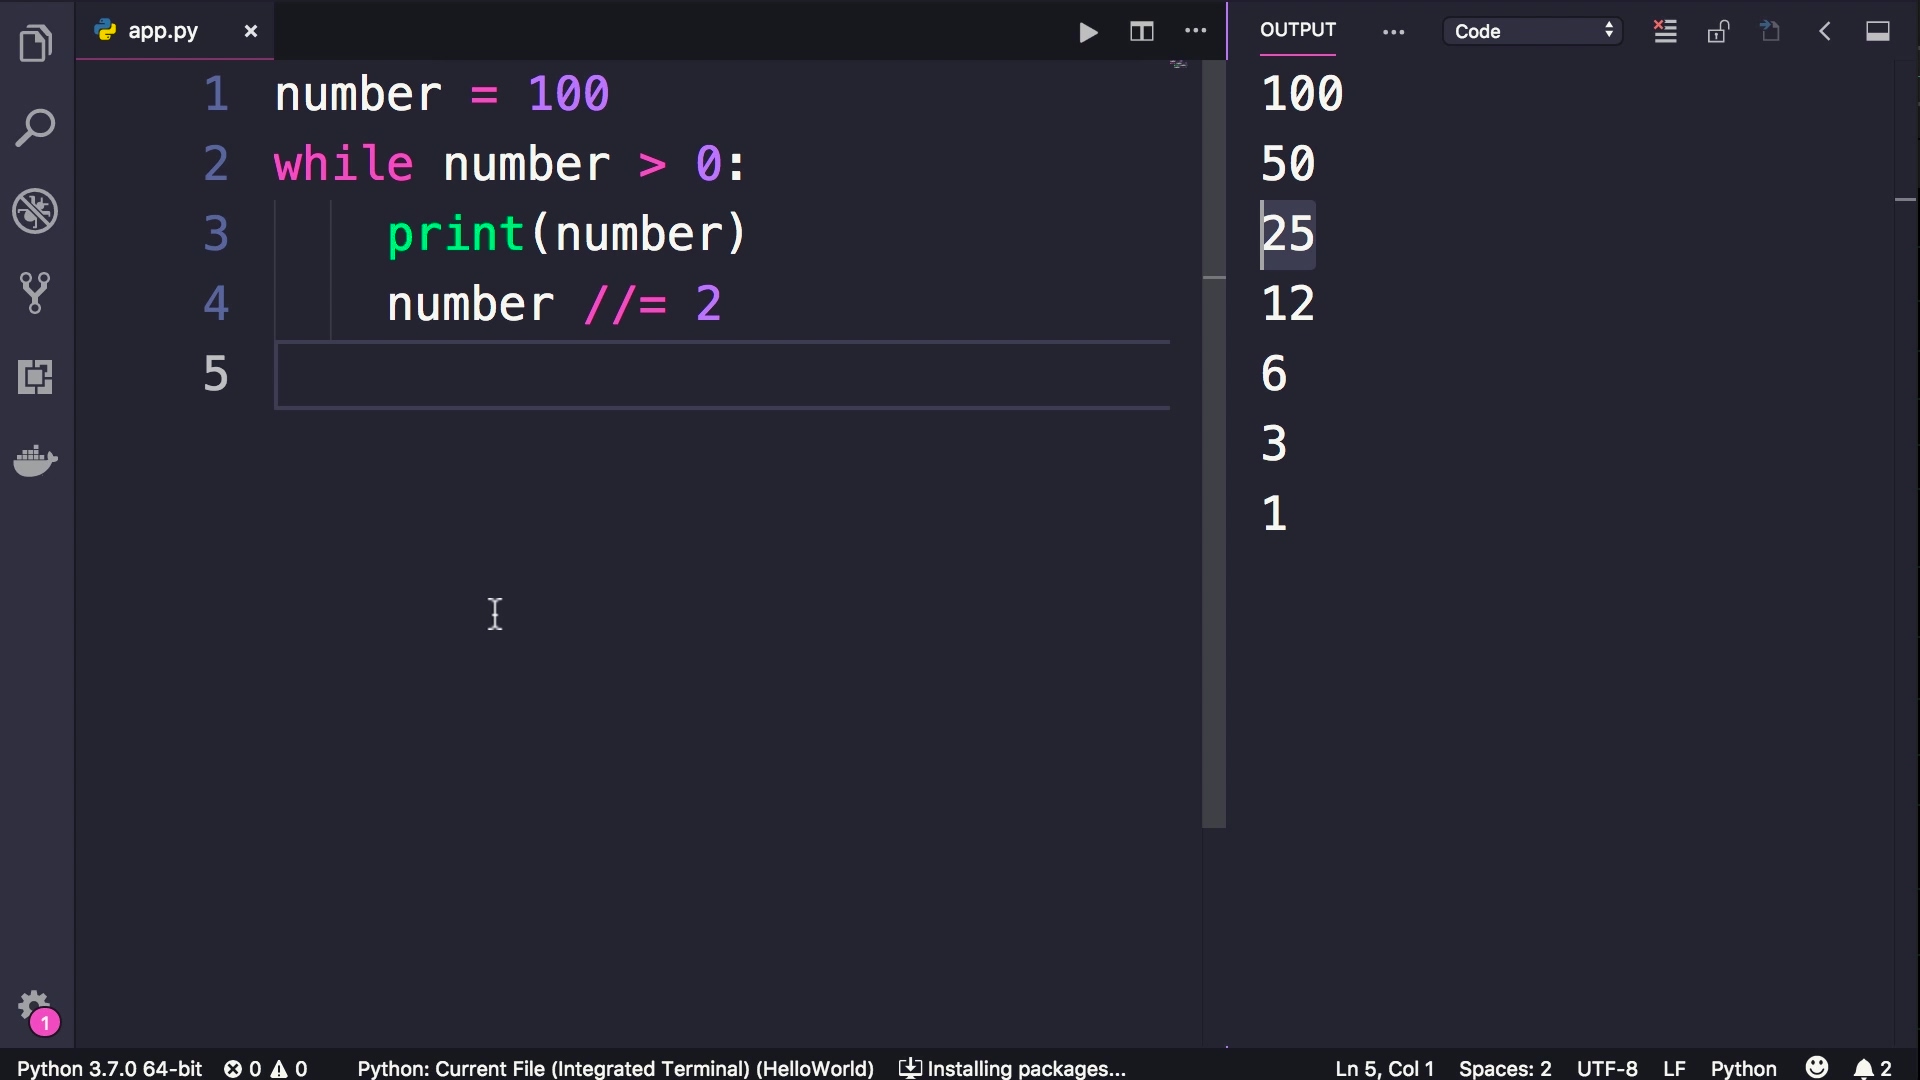 app.py ×
OUTPUT
Code
1 number = 100
2 while number > 0:
3 print(number)
4 number //= 2
5
100
50
25
12
6
3
1
1
Python 3.7.0 64-bit 0 0 Python: Current File (Integrated Terminal) (HelloWorld) Installing packages... Ln 5, Col 1 Spaces: 2 UTF-8 LF Python 2